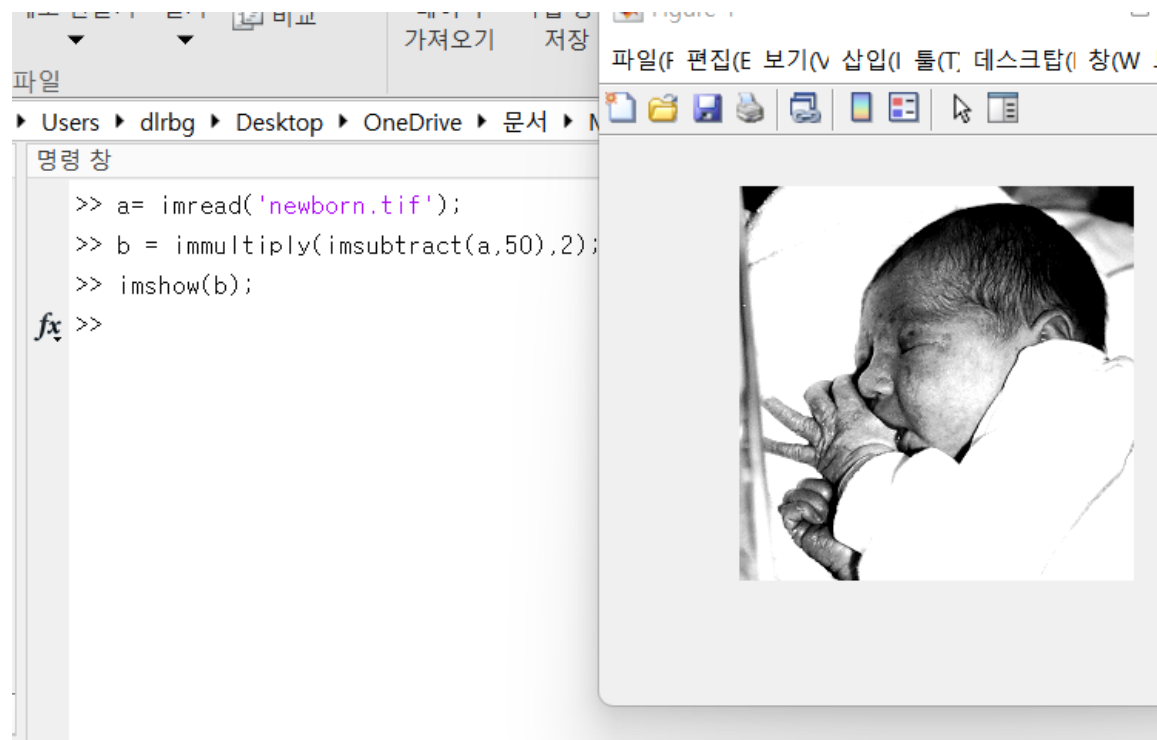 비교
가져오기 저장
파일
Users dlrbg Desktop OneDrive 문서
명령 창
>> a= imread('newborn.tif');
>> b = immultiply(imsubtract(a,50),2);
>> imshow(b);
fx >>
파일(F 편집(E 보기(V 삽입(I 툴(T 데스크탑( 창(W